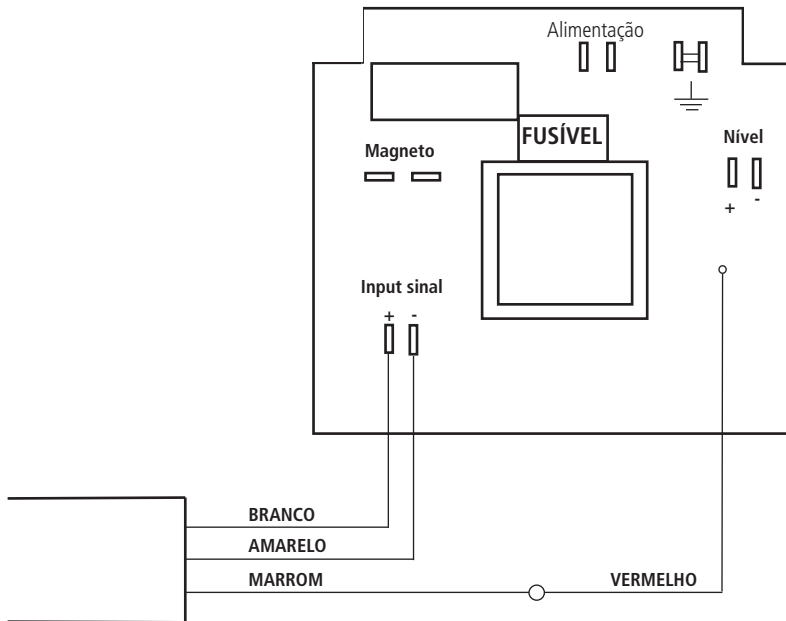 Alimentação
FUSÍVEL
Nível
Magneto
+ -
Input sinal
+ -
BRANCO
AMARELO
MARROM VERMELHO